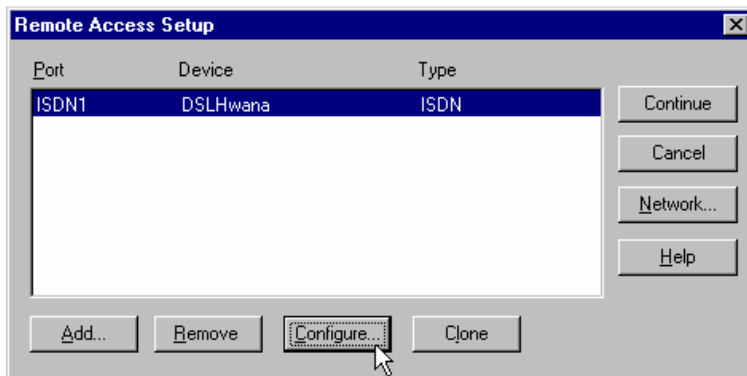 Remote Access Setup
Port Device Type
ISDN1 DSLHwana ISDN
Continue
Cancel
Network...
Help
Add... Remove Configure... Clone